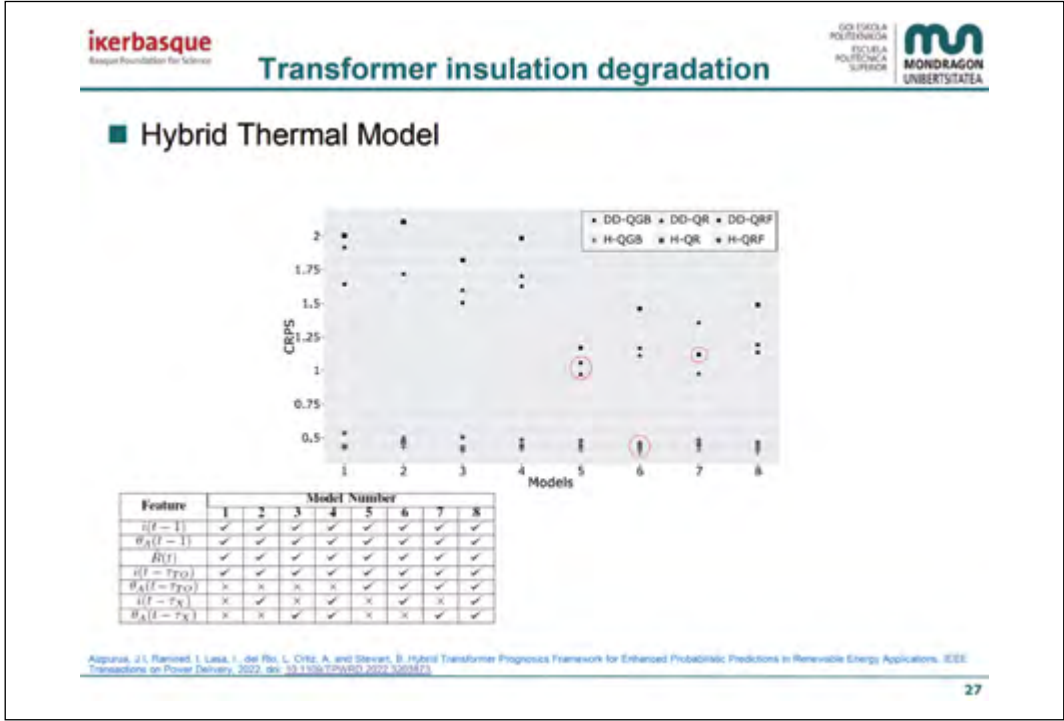 ikerbasque
Basque Foundation for Science
Transformer insulation degradation
GOI ESKOLA
POLITEKNIKOA
ESCUELA
POLITÉCNICA
SUPERIOR
MONDRAGON
UNIBERTSITATEA
■ Hybrid Thermal Model
DD-QGB DD-QR DD-QRF
H-QGB H-QR H-QRF
2
1.75
1.5
1.25
1
0.75
0.5
CRPS
1 2 3 4 5 6 7 8
Models
Feature Model Number
1 2 3 4 5 6 7 8
i(t − 1) ✓ ✓ ✓ ✓ ✓ ✓ ✓ ✓
θA(t − 1) ✓ ✓ ✓ ✓ ✓ ✓ ✓ ✓
R(t) ✓ ✓ ✓ ✓ ✓ ✓ ✓ ✓
i(t − τTO) ✓ ✓ ✓ ✓ ✓ ✓ ✓ ✓
θA(t − τTO) × × × × ✓ ✓ ✓ ✓
i(t − τX) × ✓ × ✓ × ✓ × ✓
θA(t − τX) × × ✓ ✓ × × ✓ ✓
J.I, Ramirez, I. Lasa, I., del Rio, L. Ortiz, A. and Stewart, B. Hybrid Transformer Prognostics Framework for Enhanced Probabilistic Predictions in Renewable Energy Applications, IEEE
Transactions on Power Delivery, 2022, doi: 10.1109/TPWRD.2022.3203873
27